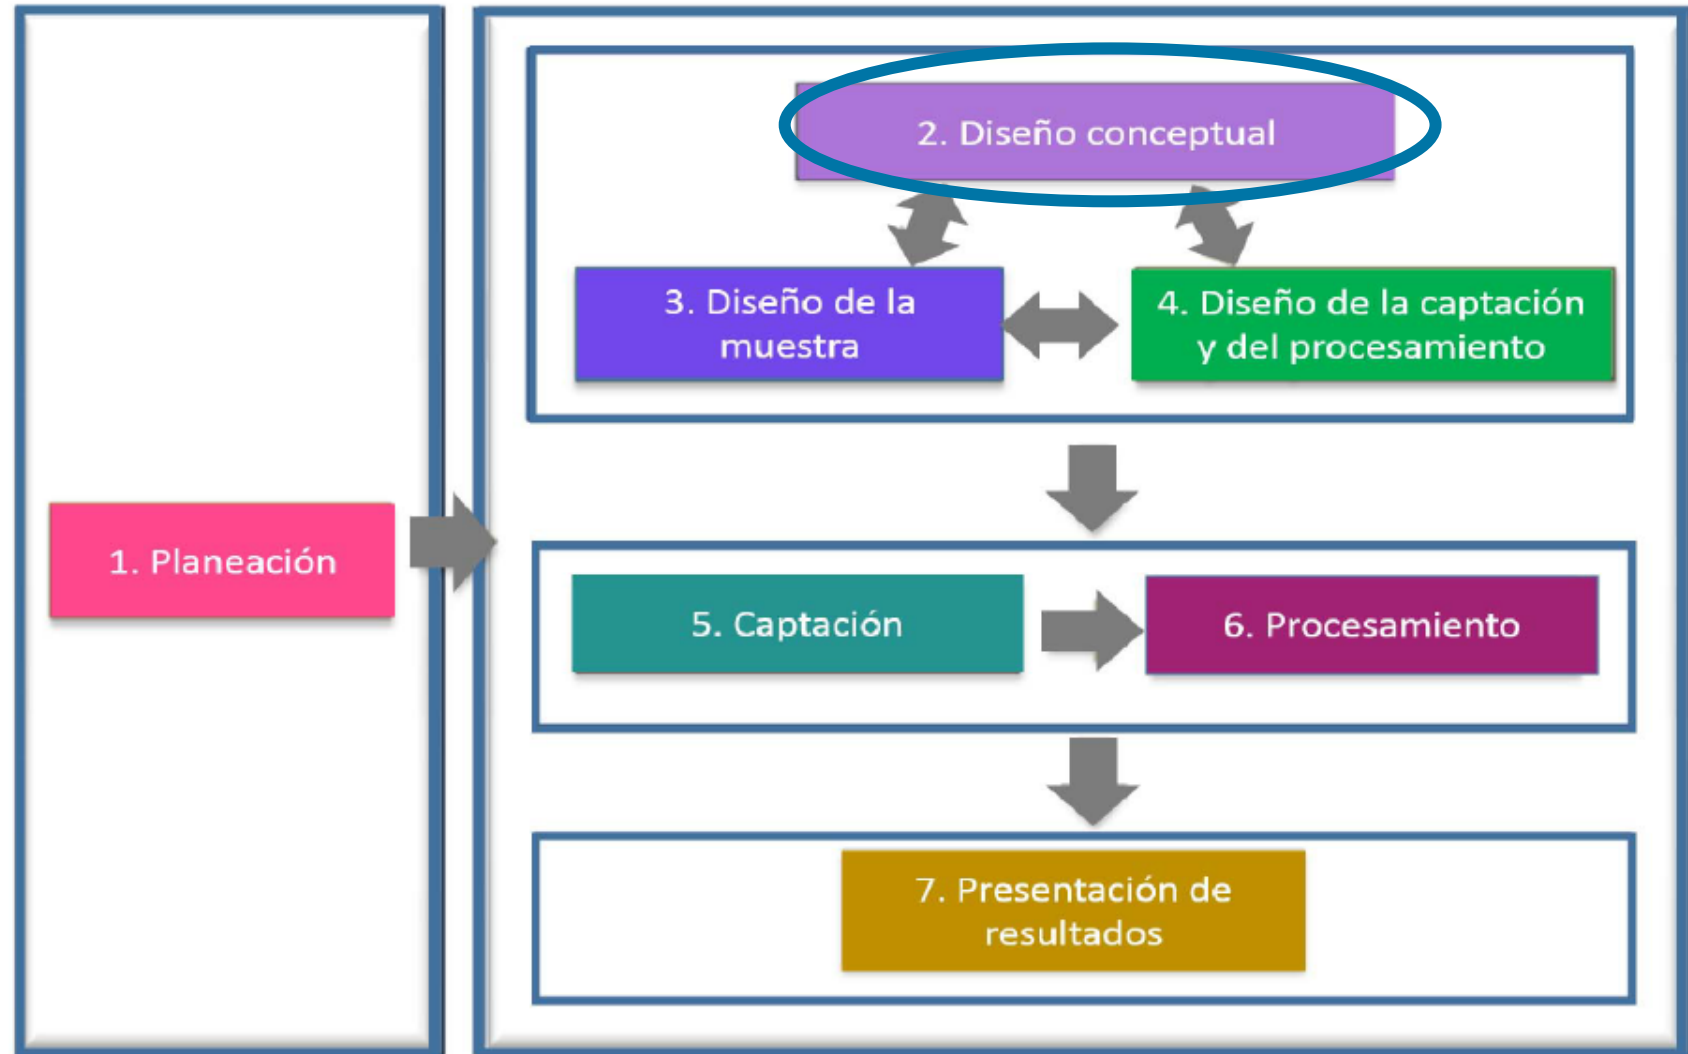 2. Diseño conceptual
3. Diseño de la
muestra
4. Diseño de la captación
y del procesamiento
1. Planeación
5. Captación
6. Procesamiento
7. Presentación de
resultados